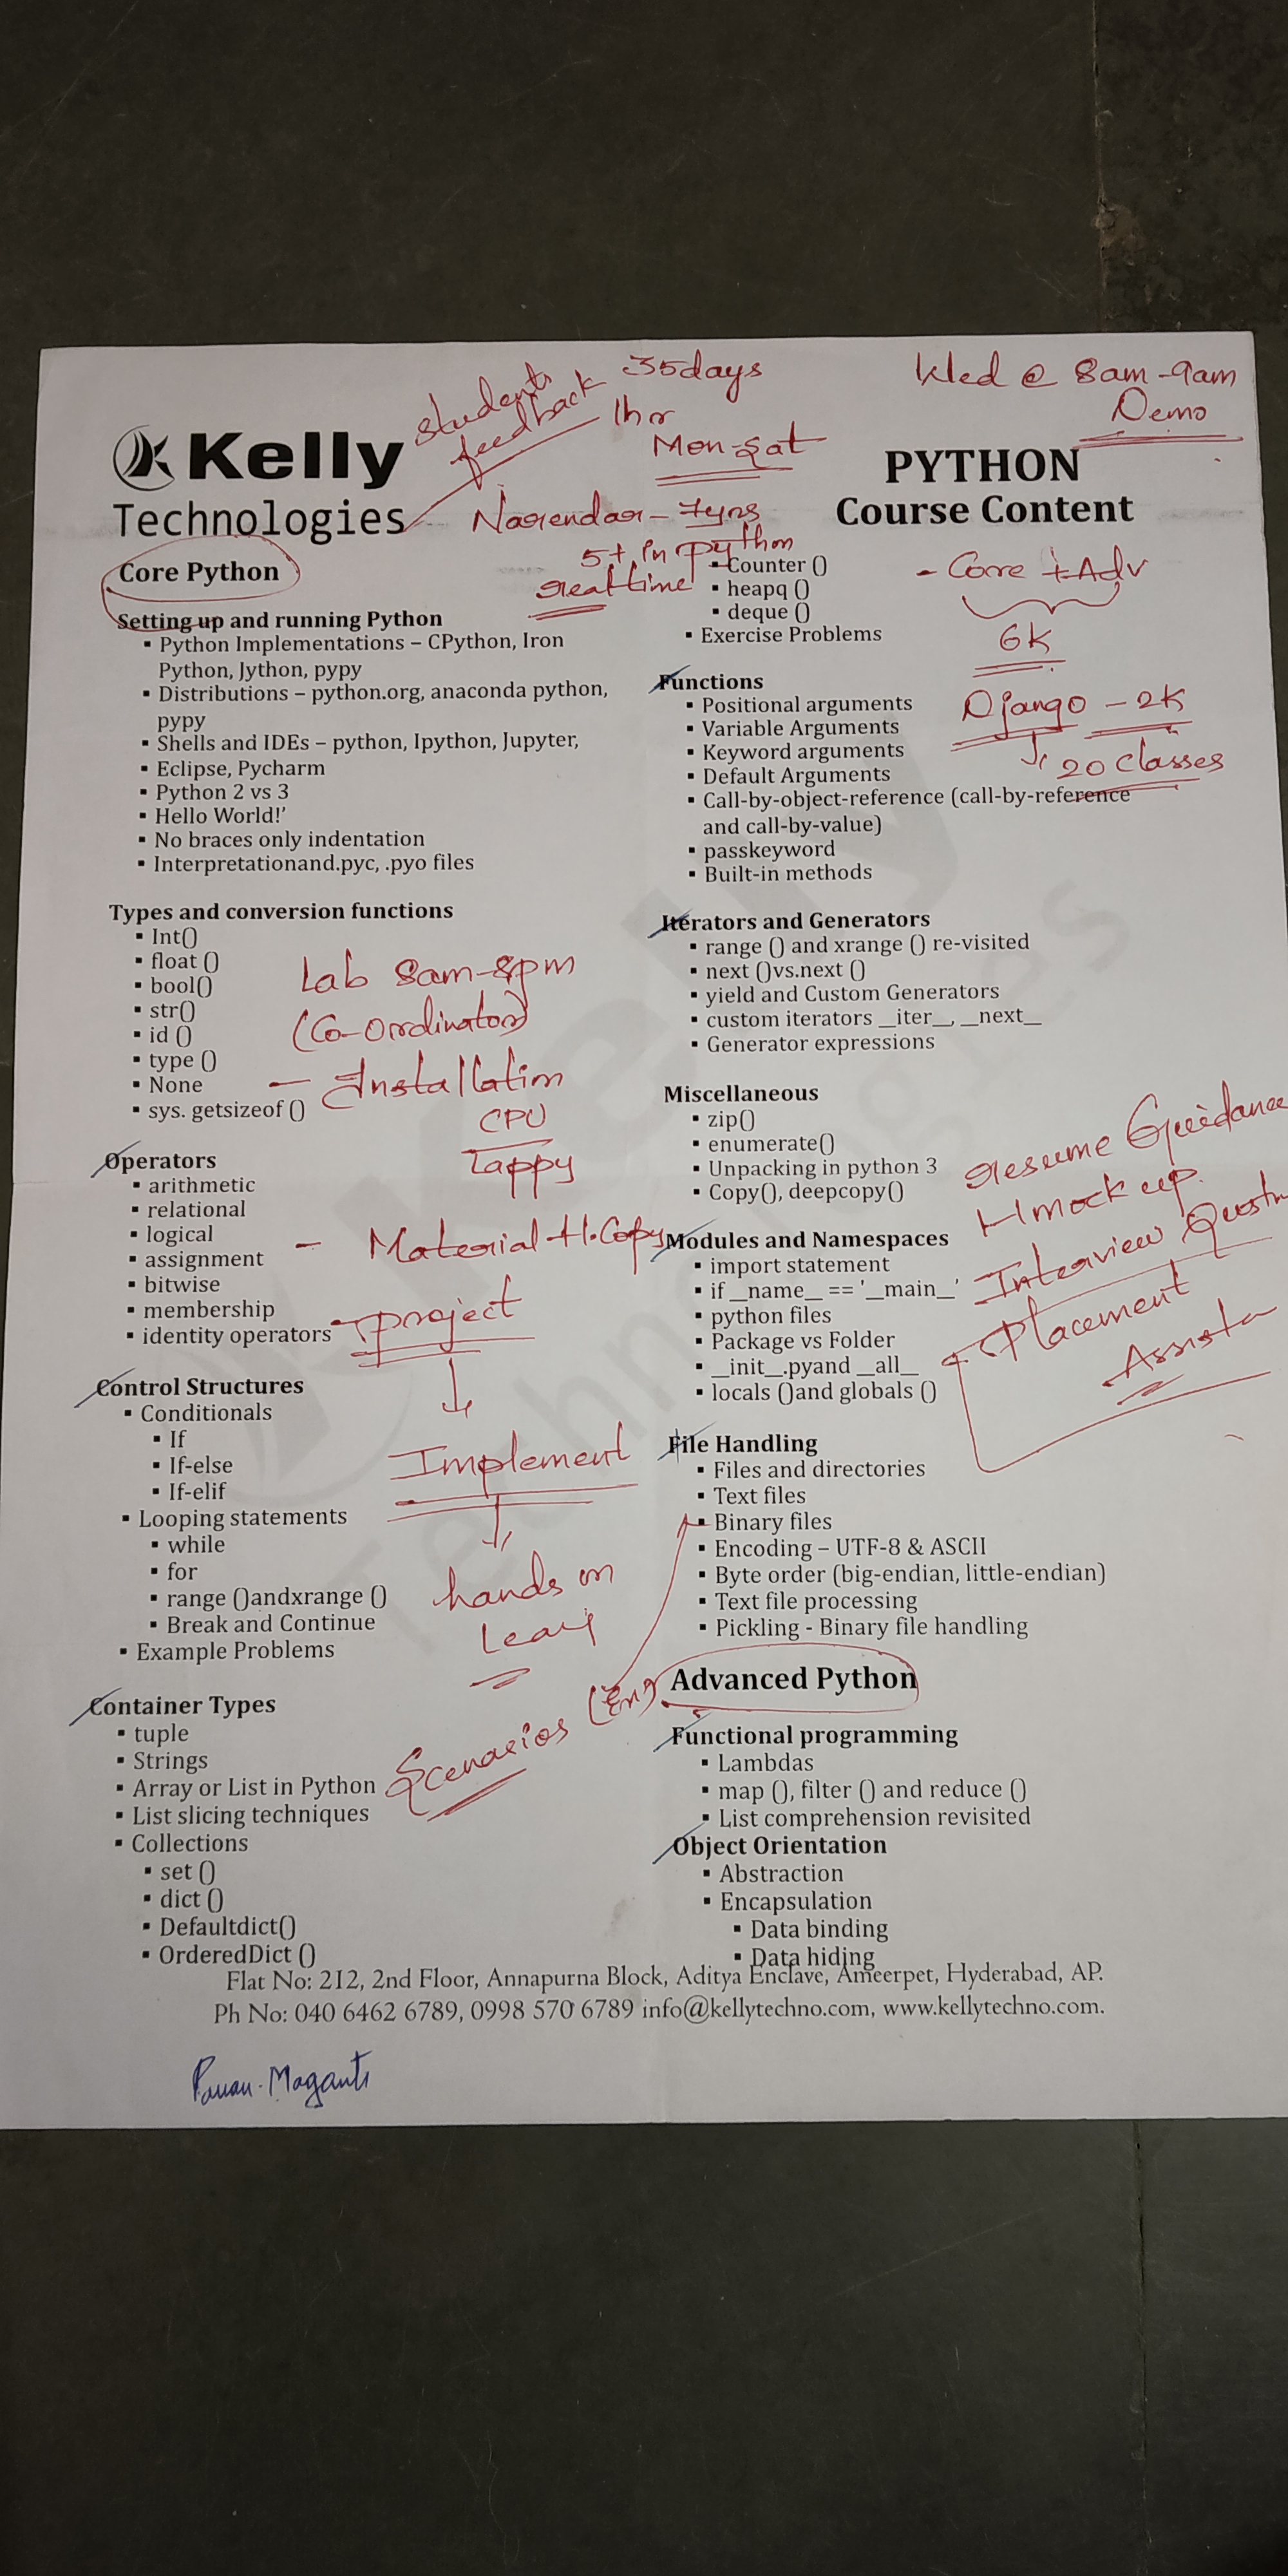 students
feedback
35days
1hr
Mon-Sat
Wed @ 8am-9am
Demo
Kelly
Technologies
PYTHON
Course Content
Narendar - 7yrs
5+ in python
real time
- Core + Adv
6K
Django - 2K
20 classes
Core Python
Setting up and running Python
▪ Python Implementations – CPython, Iron
Python, Jython, pypy
▪ Distributions – python.org, anaconda python,
pypy
▪ Shells and IDEs – python, Ipython, Jupyter,
▪ Eclipse, Pycharm
▪ Python 2 vs 3
▪ Hello World!'
▪ No braces only indentation
▪ Interpretationand.pyc, .pyo files
Types and conversion functions
▪ Int()
▪ float ()
▪ bool()
▪ str()
▪ id ()
▪ type ()
▪ None
▪ sys. getsizeof ()
Lab 8am-8pm
(Co-Ordinator)
- Installation
CPU
Lappy
Operators
▪ arithmetic
▪ relational
▪ logical
▪ assignment
▪ bitwise
▪ membership
▪ identity operators
- Material-H.Copy
- project
Implement
hands on
Control Structures
▪ Conditionals
▪ If
▪ If-else
▪ If-elif
▪ Looping statements
▪ while
▪ for
▪ range ()andxrange ()
▪ Break and Continue
▪ Example Problems
Container Types
▪ tuple
▪ Strings
▪ Array or List in Python
▪ List slicing techniques
▪ Collections
▪ set ()
▪ dict ()
▪ Defaultdict()
▪ OrderedDict ()
Scenarios
▪ Counter ()
▪ heapq ()
▪ deque ()
▪ Exercise Problems
Functions
▪ Positional arguments
▪ Variable Arguments
▪ Keyword arguments
▪ Default Arguments
▪ Call-by-object-reference (call-by-reference
and call-by-value)
▪ passkeyword
▪ Built-in methods
Iterators and Generators
▪ range () and xrange () re-visited
▪ next ()vs.next ()
▪ yield and Custom Generators
▪ custom iterators __iter__, __next__
▪ Generator expressions
Miscellaneous
▪ zip()
▪ enumerate()
▪ Unpacking in python 3
▪ Copy(), deepcopy()
Resume Guidance
mock up
Interview
Placement
Modules and Namespaces
▪ import statement
▪ if __name__ == '__main__'
▪ python files
▪ Package vs Folder
▪ __init__.pyand __all__
▪ locals ()and globals ()
File Handling
▪ Files and directories
▪ Text files
▪ Binary files
▪ Encoding – UTF-8 & ASCII
▪ Byte order (big-endian, little-endian)
▪ Text file processing
▪ Pickling - Binary file handling
Advanced Python
Functional programming
▪ Lambdas
▪ map (), filter () and reduce ()
▪ List comprehension revisited
Object Orientation
▪ Abstraction
▪ Encapsulation
▪ Data binding
▪ Data hiding
Flat No: 212, 2nd Floor, Annapurna Block, Aditya Enclave, Ameerpet, Hyderabad, AP.
Ph No: 040 6462 6789, 0998 570 6789 info@kellytechno.com, www.kellytechno.com.
Pavan. Maganti